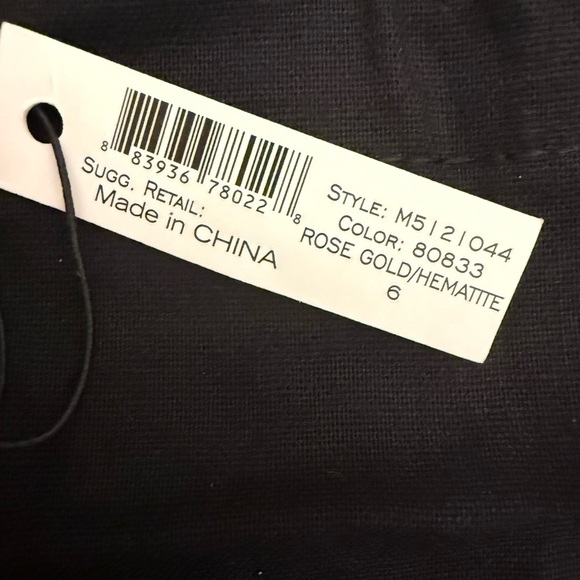 8 83936 78022 8
SUGG. RETAIL:
Made in CHINA
STYLE: M5121044
COLOR: 80833
ROSE GOLD/HEMATITE
6